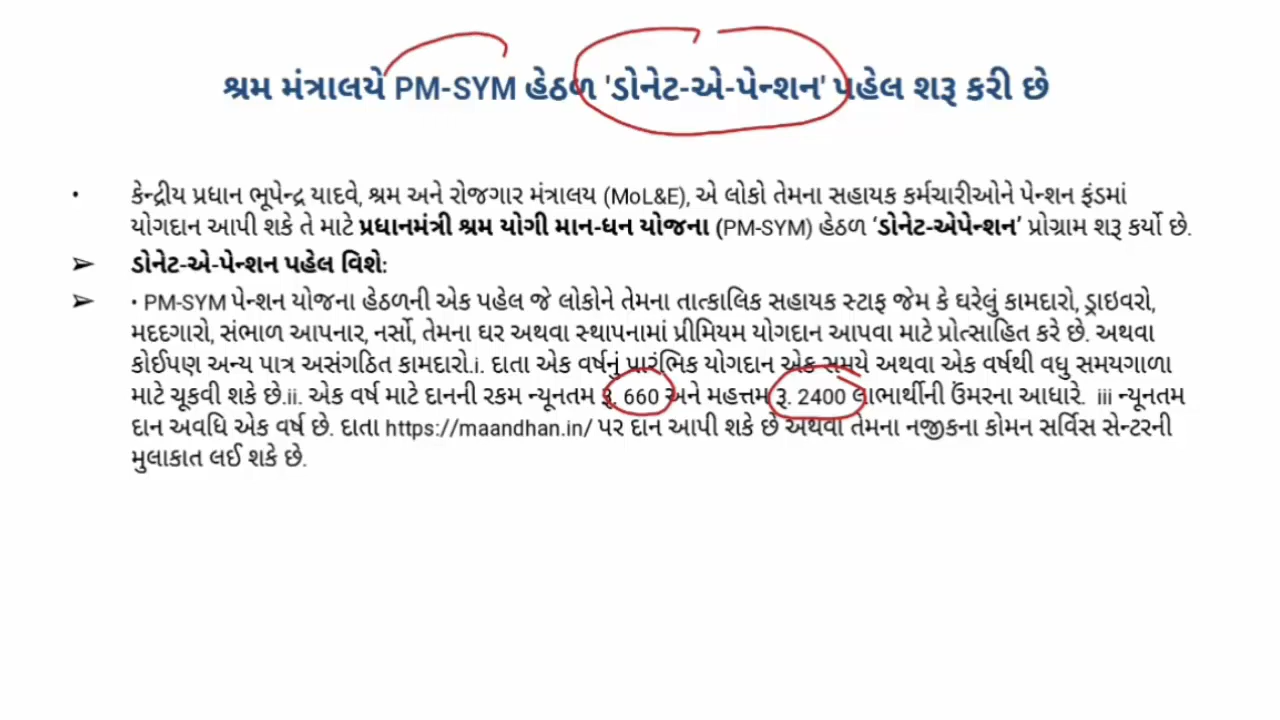 શ્રમ મંત્રાલયે PM-SYM હેઠળ 'ડોનેટ-એ-પેન્શન' પહેલ શરૂ કરી છે
• કેન્દ્રીય પ્રધાન ભૂપેન્દ્ર યાદવે, શ્રમ અને રોજગાર મંત્રાલય (MoL&E), એ લોકો તેમના સહાયક કર્મચારીઓને પેન્શન ફંડમાં
યોગદાન આપી શકે તે માટે પ્રધાનમંત્રી શ્રમ યોગી માન-ધન યોજના (PM-SYM) હેઠળ ‘ડોનેટ-એપેન્શન’ પ્રોગ્રામ શરૂ કર્યો છે.
➢ ડોનેટ-એ-પેન્શન પહેલ વિશે:
➢ • PM-SYM પેન્શન યોજના હેઠળની એક પહેલ જે લોકોને તેમના તાત્કાલિક સહાયક સ્ટાફ જેમ કે ઘરેલું કામદારો, ડ્રાઇવરો,
મદદગારો, સંભાળ આપનાર, નર્સો, તેમના ઘર અથવા સ્થાપનામાં પ્રીમિયમ યોગદાન આપવા માટે પ્રોત્સાહિત કરે છે. અથવા
કોઈપણ અન્ય પાત્ર અસંગઠિત કામદારો.i. દાતા એક વર્ષનું પ્રારંભિક યોગદાન એક સમયે અથવા એક વર્ષથી વધુ સમયગાળા
માટે ચૂકવી શકે છે.ii. એક વર્ષ માટે દાનની રકમ ન્યૂનતમ રૂ. 660 અને મહત્તમ રૂ. 2400 લાભાર્થીની ઉંમરના આધારે. iii ન્યૂનતમ
દાન અવધિ એક વર્ષ છે. દાતા https://maandhan.in/ પર દાન આપી શકે છે અથવા તેમના નજીકના કોમન સર્વિસ સેન્ટરની
મુલાકાત લઈ શકે છે.